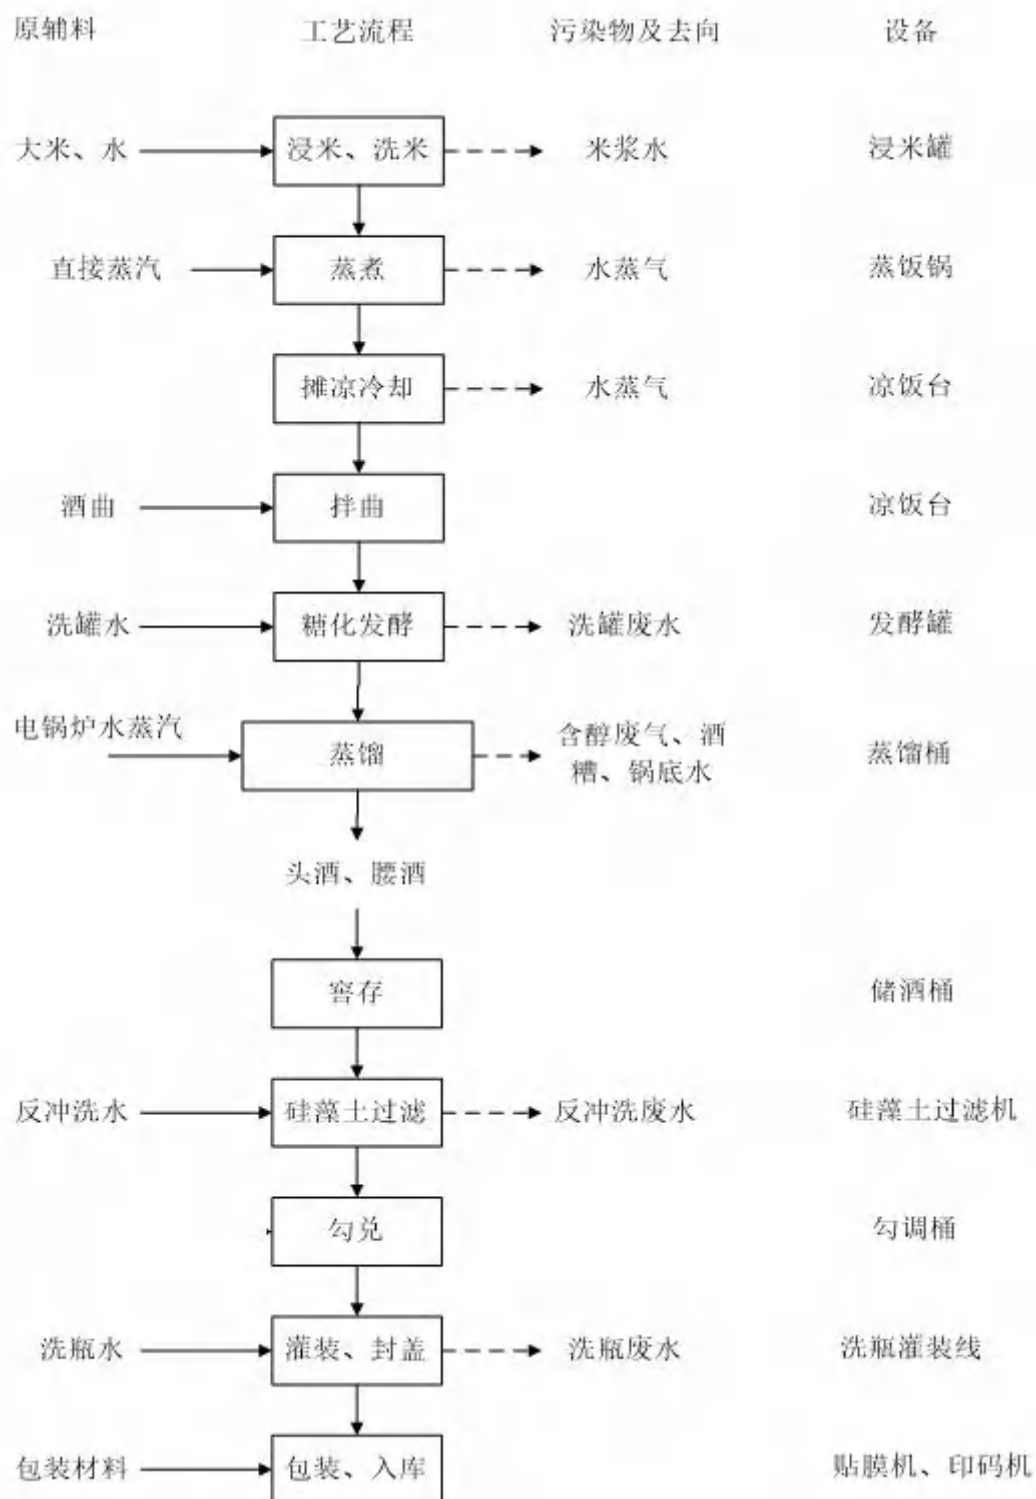 原辅料 工艺流程 污染物及去向 设备
大米、水 浸米、洗米 米浆水 浸米罐
直接蒸汽 蒸煮 水蒸气 蒸饭锅
摊凉冷却 水蒸气 凉饭台
酒曲 拌曲 凉饭台
洗罐水 糖化发酵 洗罐废水 发酵罐
电锅炉水蒸汽 蒸馏 含醇废气、酒
糟、锅底水 蒸馏桶
头酒、腰酒
窖存 储酒桶
反冲洗水 硅藻土过滤 反冲洗废水 硅藻土过滤机
勾兑 勾调桶
洗瓶水 灌装、封盖 洗瓶废水 洗瓶灌装线
包装材料 包装、入库 贴膜机、印码机